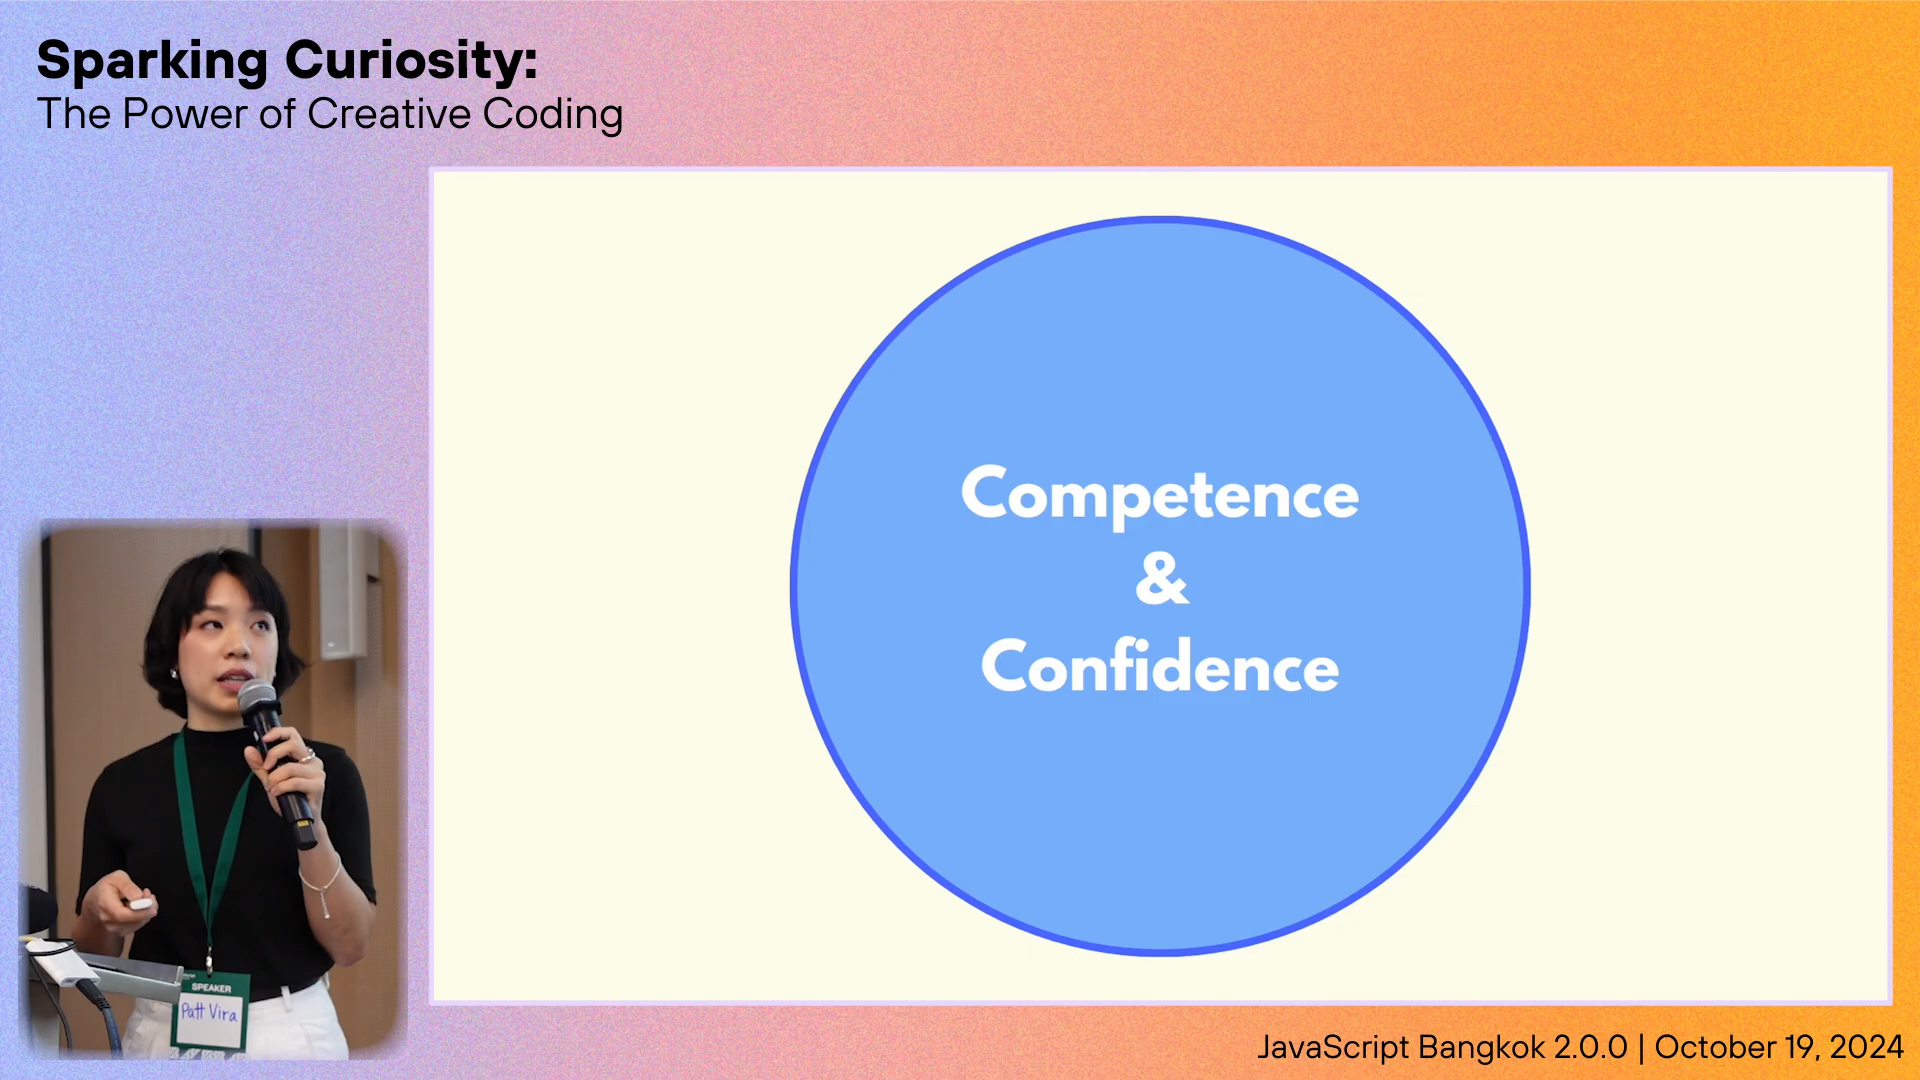 Sparking Curiosity:
The Power of Creative Coding
Competence
&
Confidence
SPEAKER
Patt Vira
JavaScript Bangkok 2.0.0 | October 19, 2024